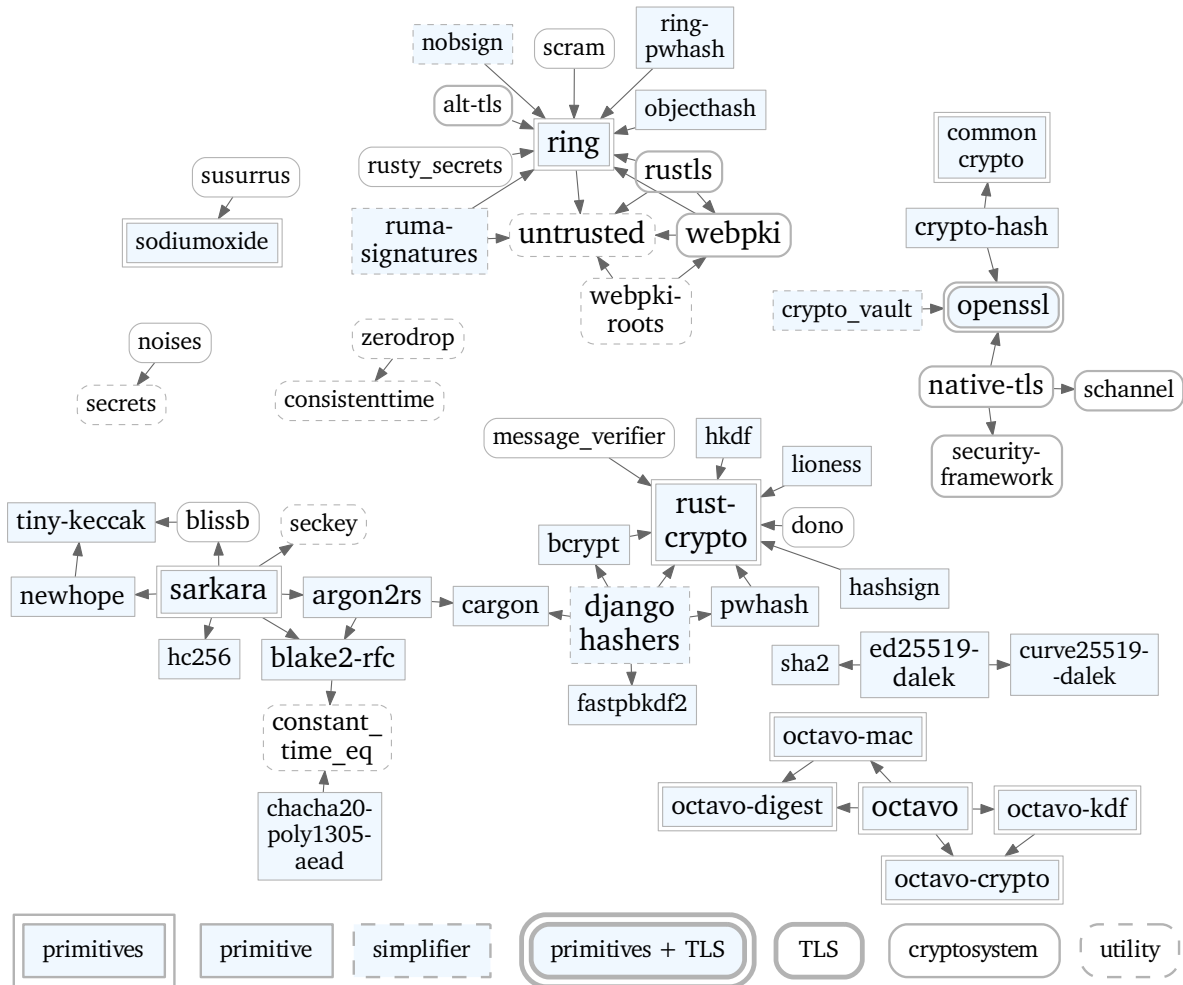 nobsign
scram
ring-
pwhash
alt-tls
objecthash
ring
rusty_secrets
rustls
susurrus
sodiumoxide
ruma-
signatures
untrusted
webpki
webpki-
roots
common
crypto
crypto-hash
crypto_vault
openssl
noises
secrets
zerodrop
consistenttime
native-tls
schannel
security-
framework
message_verifier
hkdf
lioness
rust-
crypto
dono
bcrypt
hashsign
tiny-keccak
blissb
seckey
newhope
sarkara
argon2rs
cargon
django
hashers
pwhash
hc256
blake2-rfc
fastpbkdf2
sha2
ed25519-
dalek
curve25519-
-dalek
constant_
time_eq
chacha20-
poly1305-
aead
octavo-mac
octavo-digest
octavo
octavo-kdf
octavo-crypto
primitives
primitive
simplifier
primitives + TLS
TLS
cryptosystem
utility